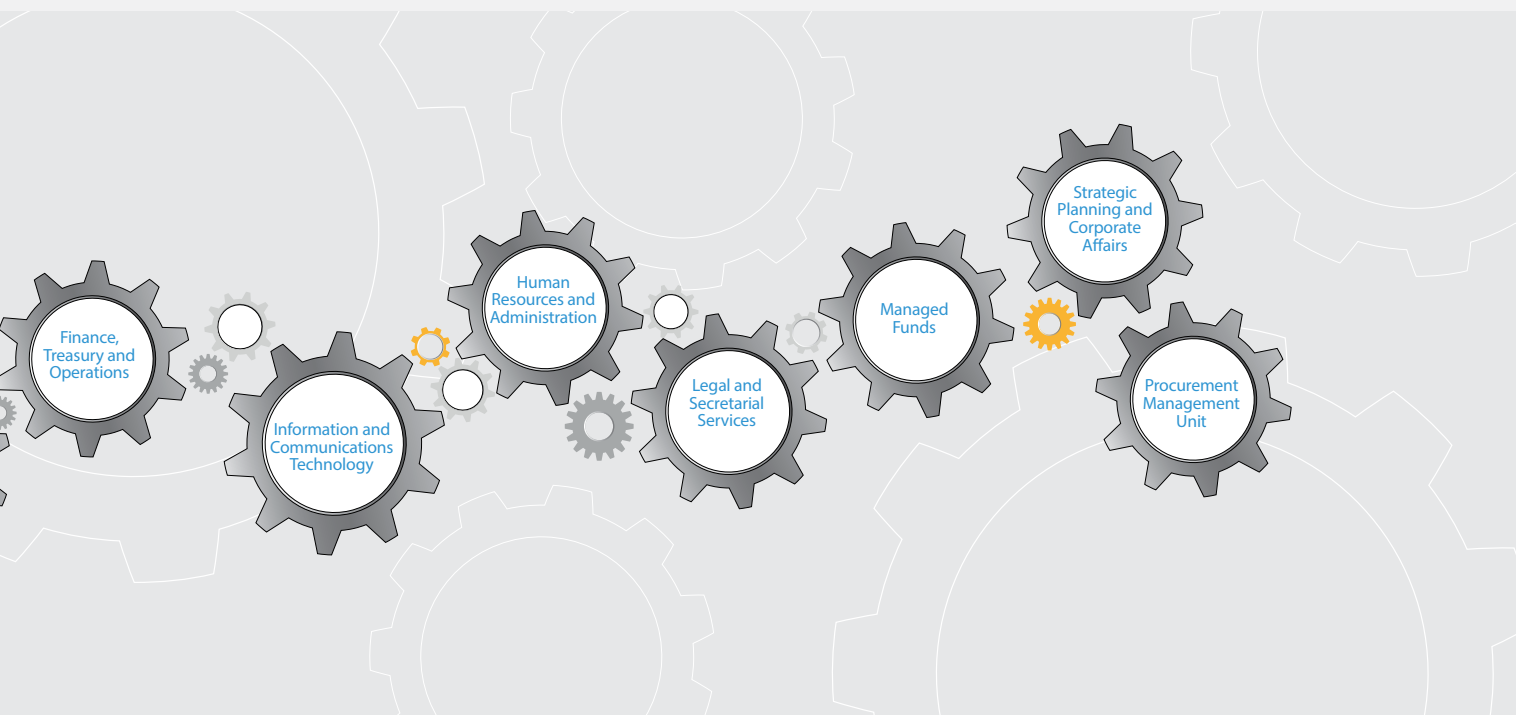 Finance,
Treasury and
Operations
Information and
Communications
Technology
Human
Resources and
Administration
Legal and
Secretarial
Services
Managed
Funds
Strategic
Planning and
Corporate
Affairs
Procurement
Management
Unit